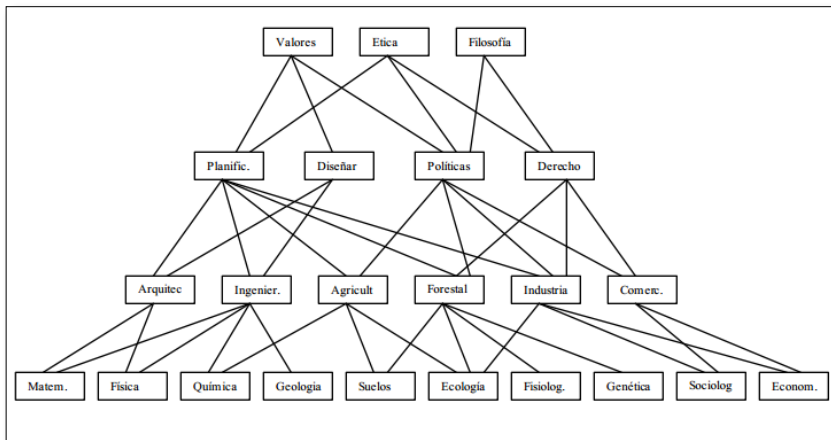 Valores Etica Filosofía
Planific. Diseñar Políticas Derecho
Arquitec Ingenier. Agricult Forestal Industria Comerc.
Matem. Física Química Geologia Suelos Ecología Fisiolog. Genética Sociolog Econom.